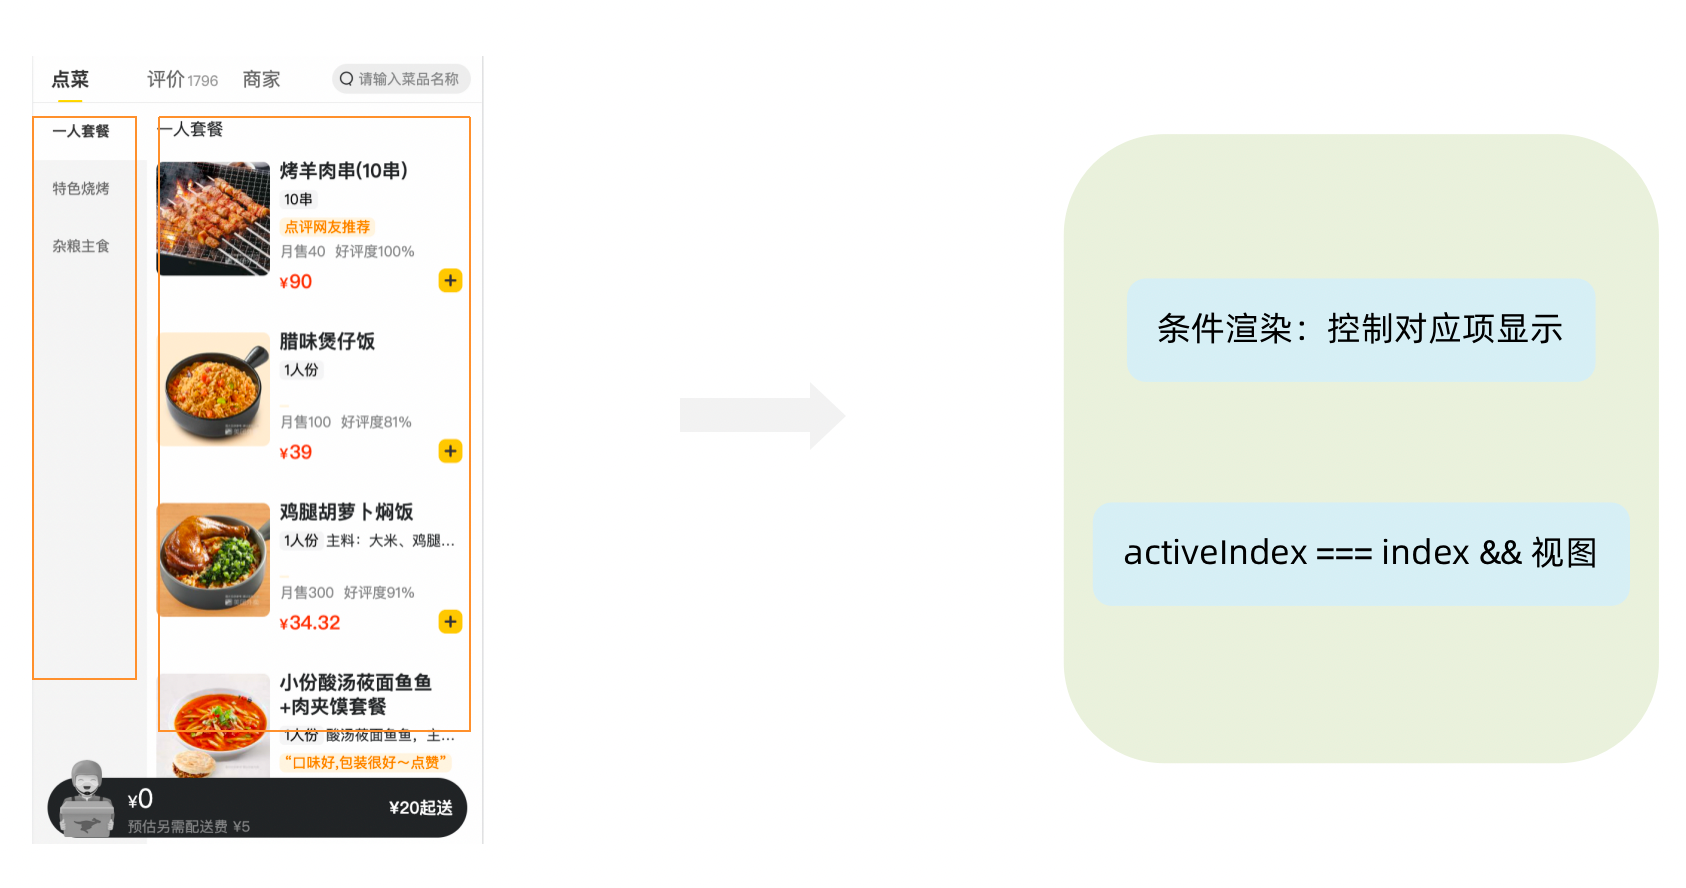 点菜
评价1796
商家
请输入菜品名称
一人套餐
特色烧烤
杂粮主食
一人套餐
烤羊肉串(10串)
10串
点评网友推荐
月售40 好评度100%
¥90
腊味煲仔饭
1人份
月售100 好评度81%
¥39
鸡腿胡萝卜焖饭
1人份 主料：大米、鸡腿...
月售300 好评度91%
¥34.32
小份酸汤莜面鱼鱼
+肉夹馍套餐
1人份 酸汤莜面鱼鱼，主...
“口味好,包装很好～点赞”
¥0
预估另需配送费 ¥5
¥20起送
条件渲染：控制对应项显示
activeIndex === index && 视图